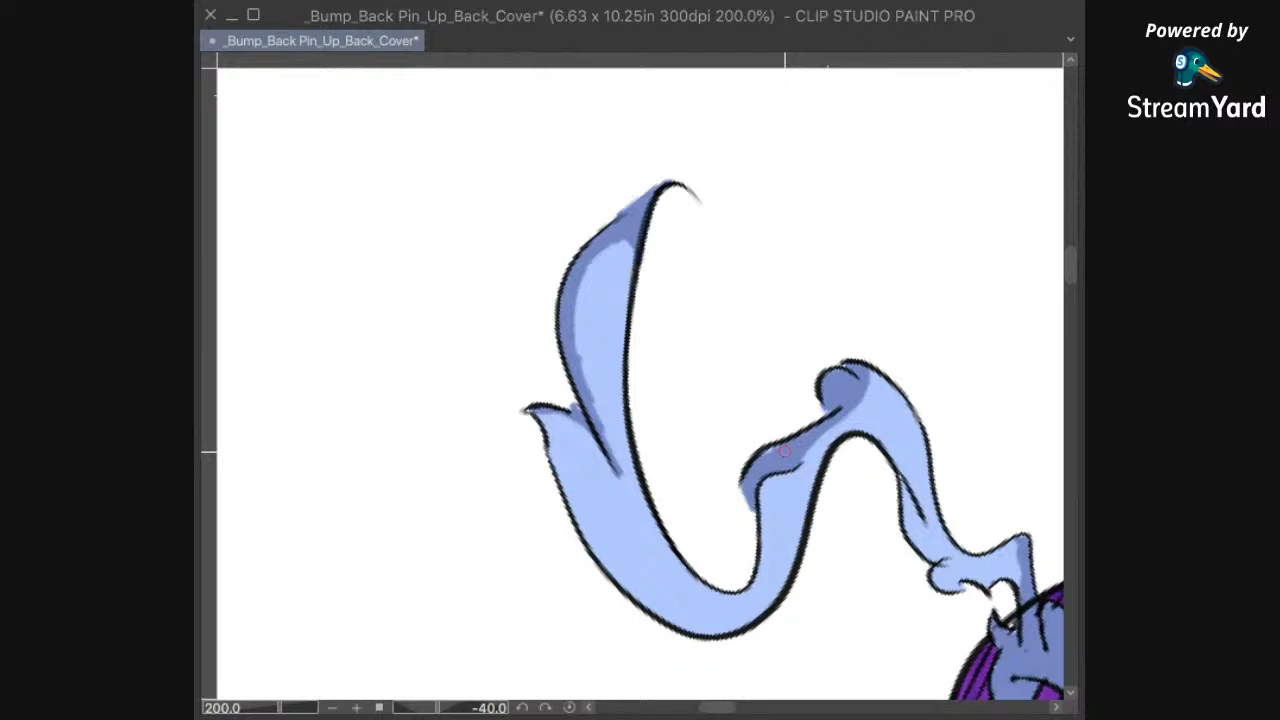 _Bump_Back Pin_Up_Back_Cover* (6.63 x 10.25in 300dpi 200.0%) - CLIP STUDIO PAINT PRO
_Bump_Back Pin_Up_Back_Cover*
Powered by
StreamYard
200.0
-40.0